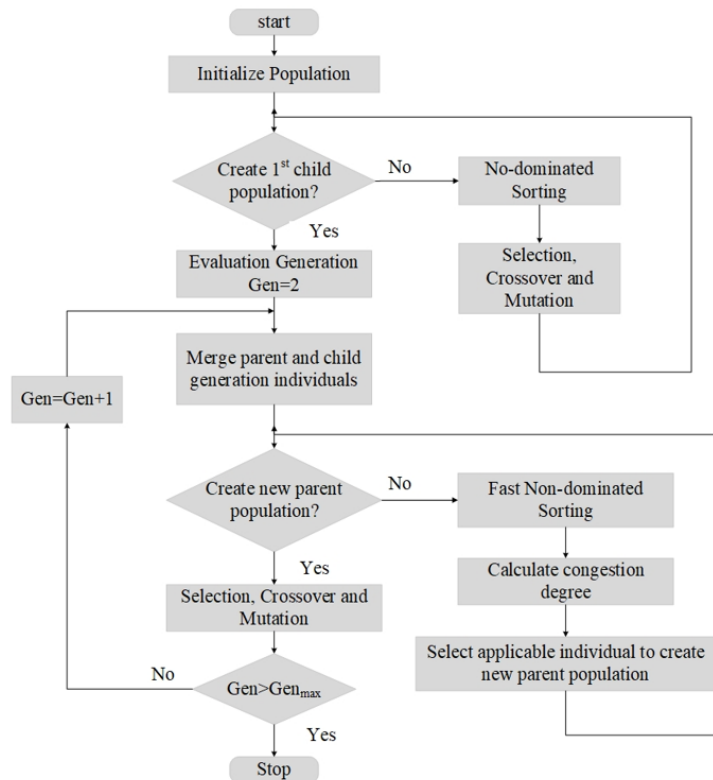 start
Initialize Population
Create 1st child
population?
No
No-dominated
Sorting
Yes
Selection,
Crossover and
Mutation
Evaluation Generation
Gen=2
Merge parent and child
generation individuals
Gen=Gen+1
Create new parent
population?
No
Fast Non-dominated
Sorting
Yes
Calculate congestion
degree
Selection, Crossover and
Mutation
Select applicable individual to create
new parent population
No
Gen>Genmax
Yes
Stop